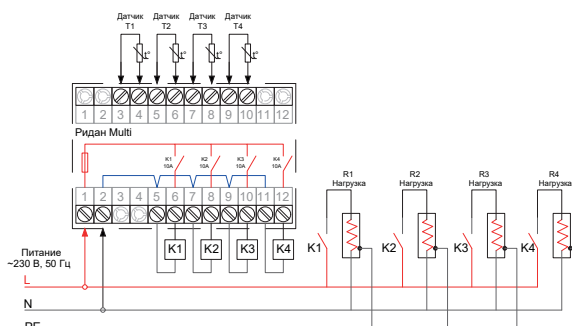 Датчик Датчик Датчик Датчик
T1 T2 T3 T4
t° t° t° t°
1 2 3 4 5 6 7 8 9 10 11 12
Ридан Multi
K1 K2 K3 K4
10A 10A 10A 10A
1 2 3 4 5 6 7 8 9 10 11 12
R1 R2 R3 R4
Нагрузка Нагрузка Нагрузка Нагрузка
K1 K2 K3 K4 K1 K2 K3 K4
Питание
~230 В, 50 Гц
L
N
PE